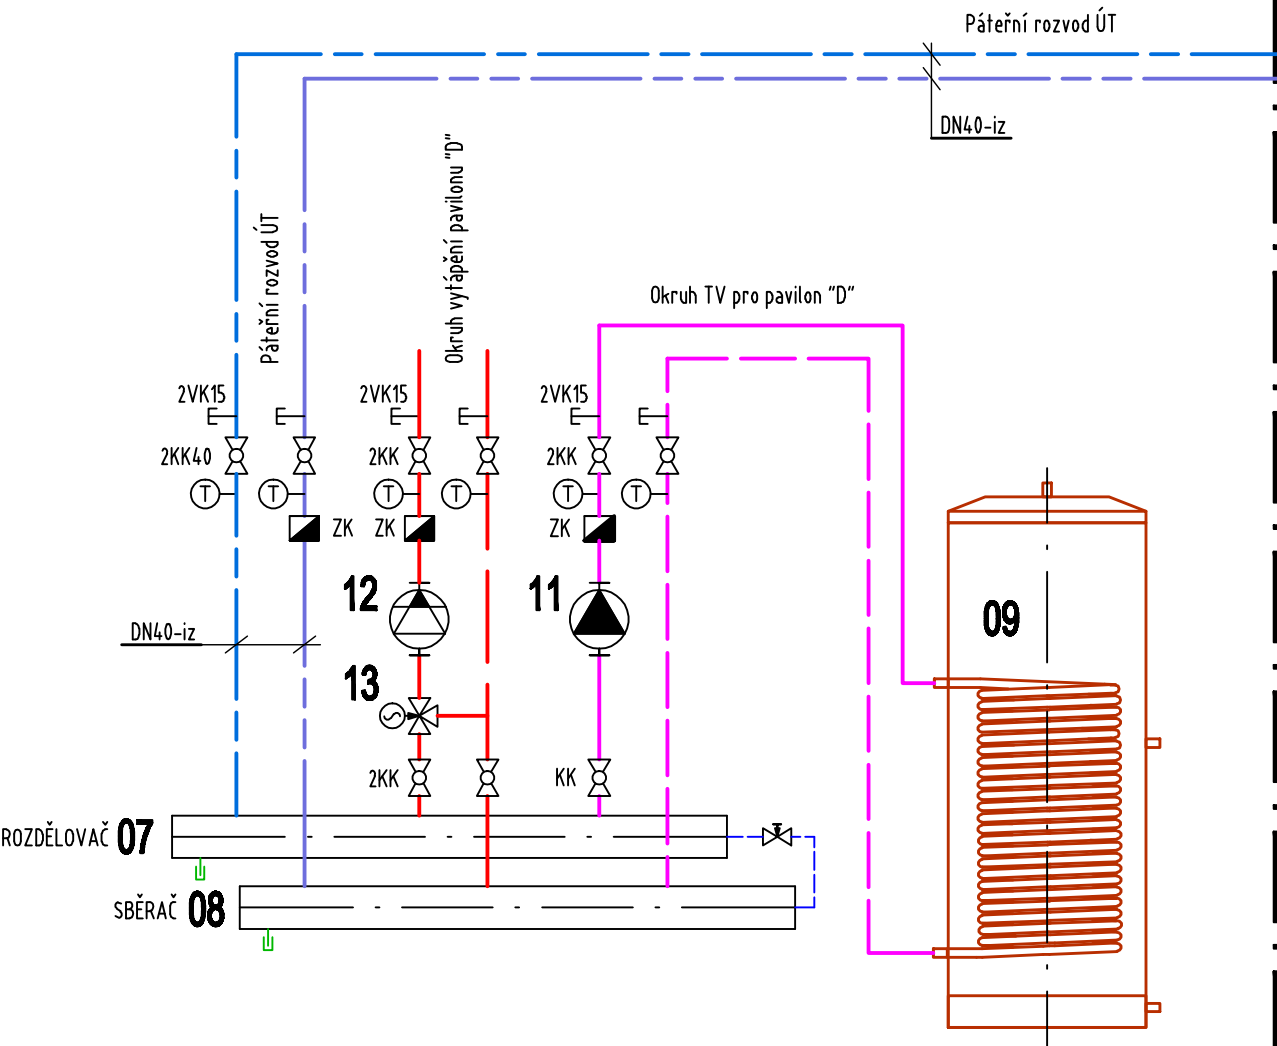 Páteřní rozvod ÚT
DN40-iz
Páteřní rozvod ÚT
Okruh vytápění pavilonu "D"
Okruh TV pro pavilon "D"
2VK15
2VK15
2VK15
2KK40
2KK
2KK
T
T
T
T
T
T
ZK
ZK
ZK
12
11
09
DN40-iz
13
2KK
KK
ROZDĚLOVAČ 07
SBĚRAČ 08